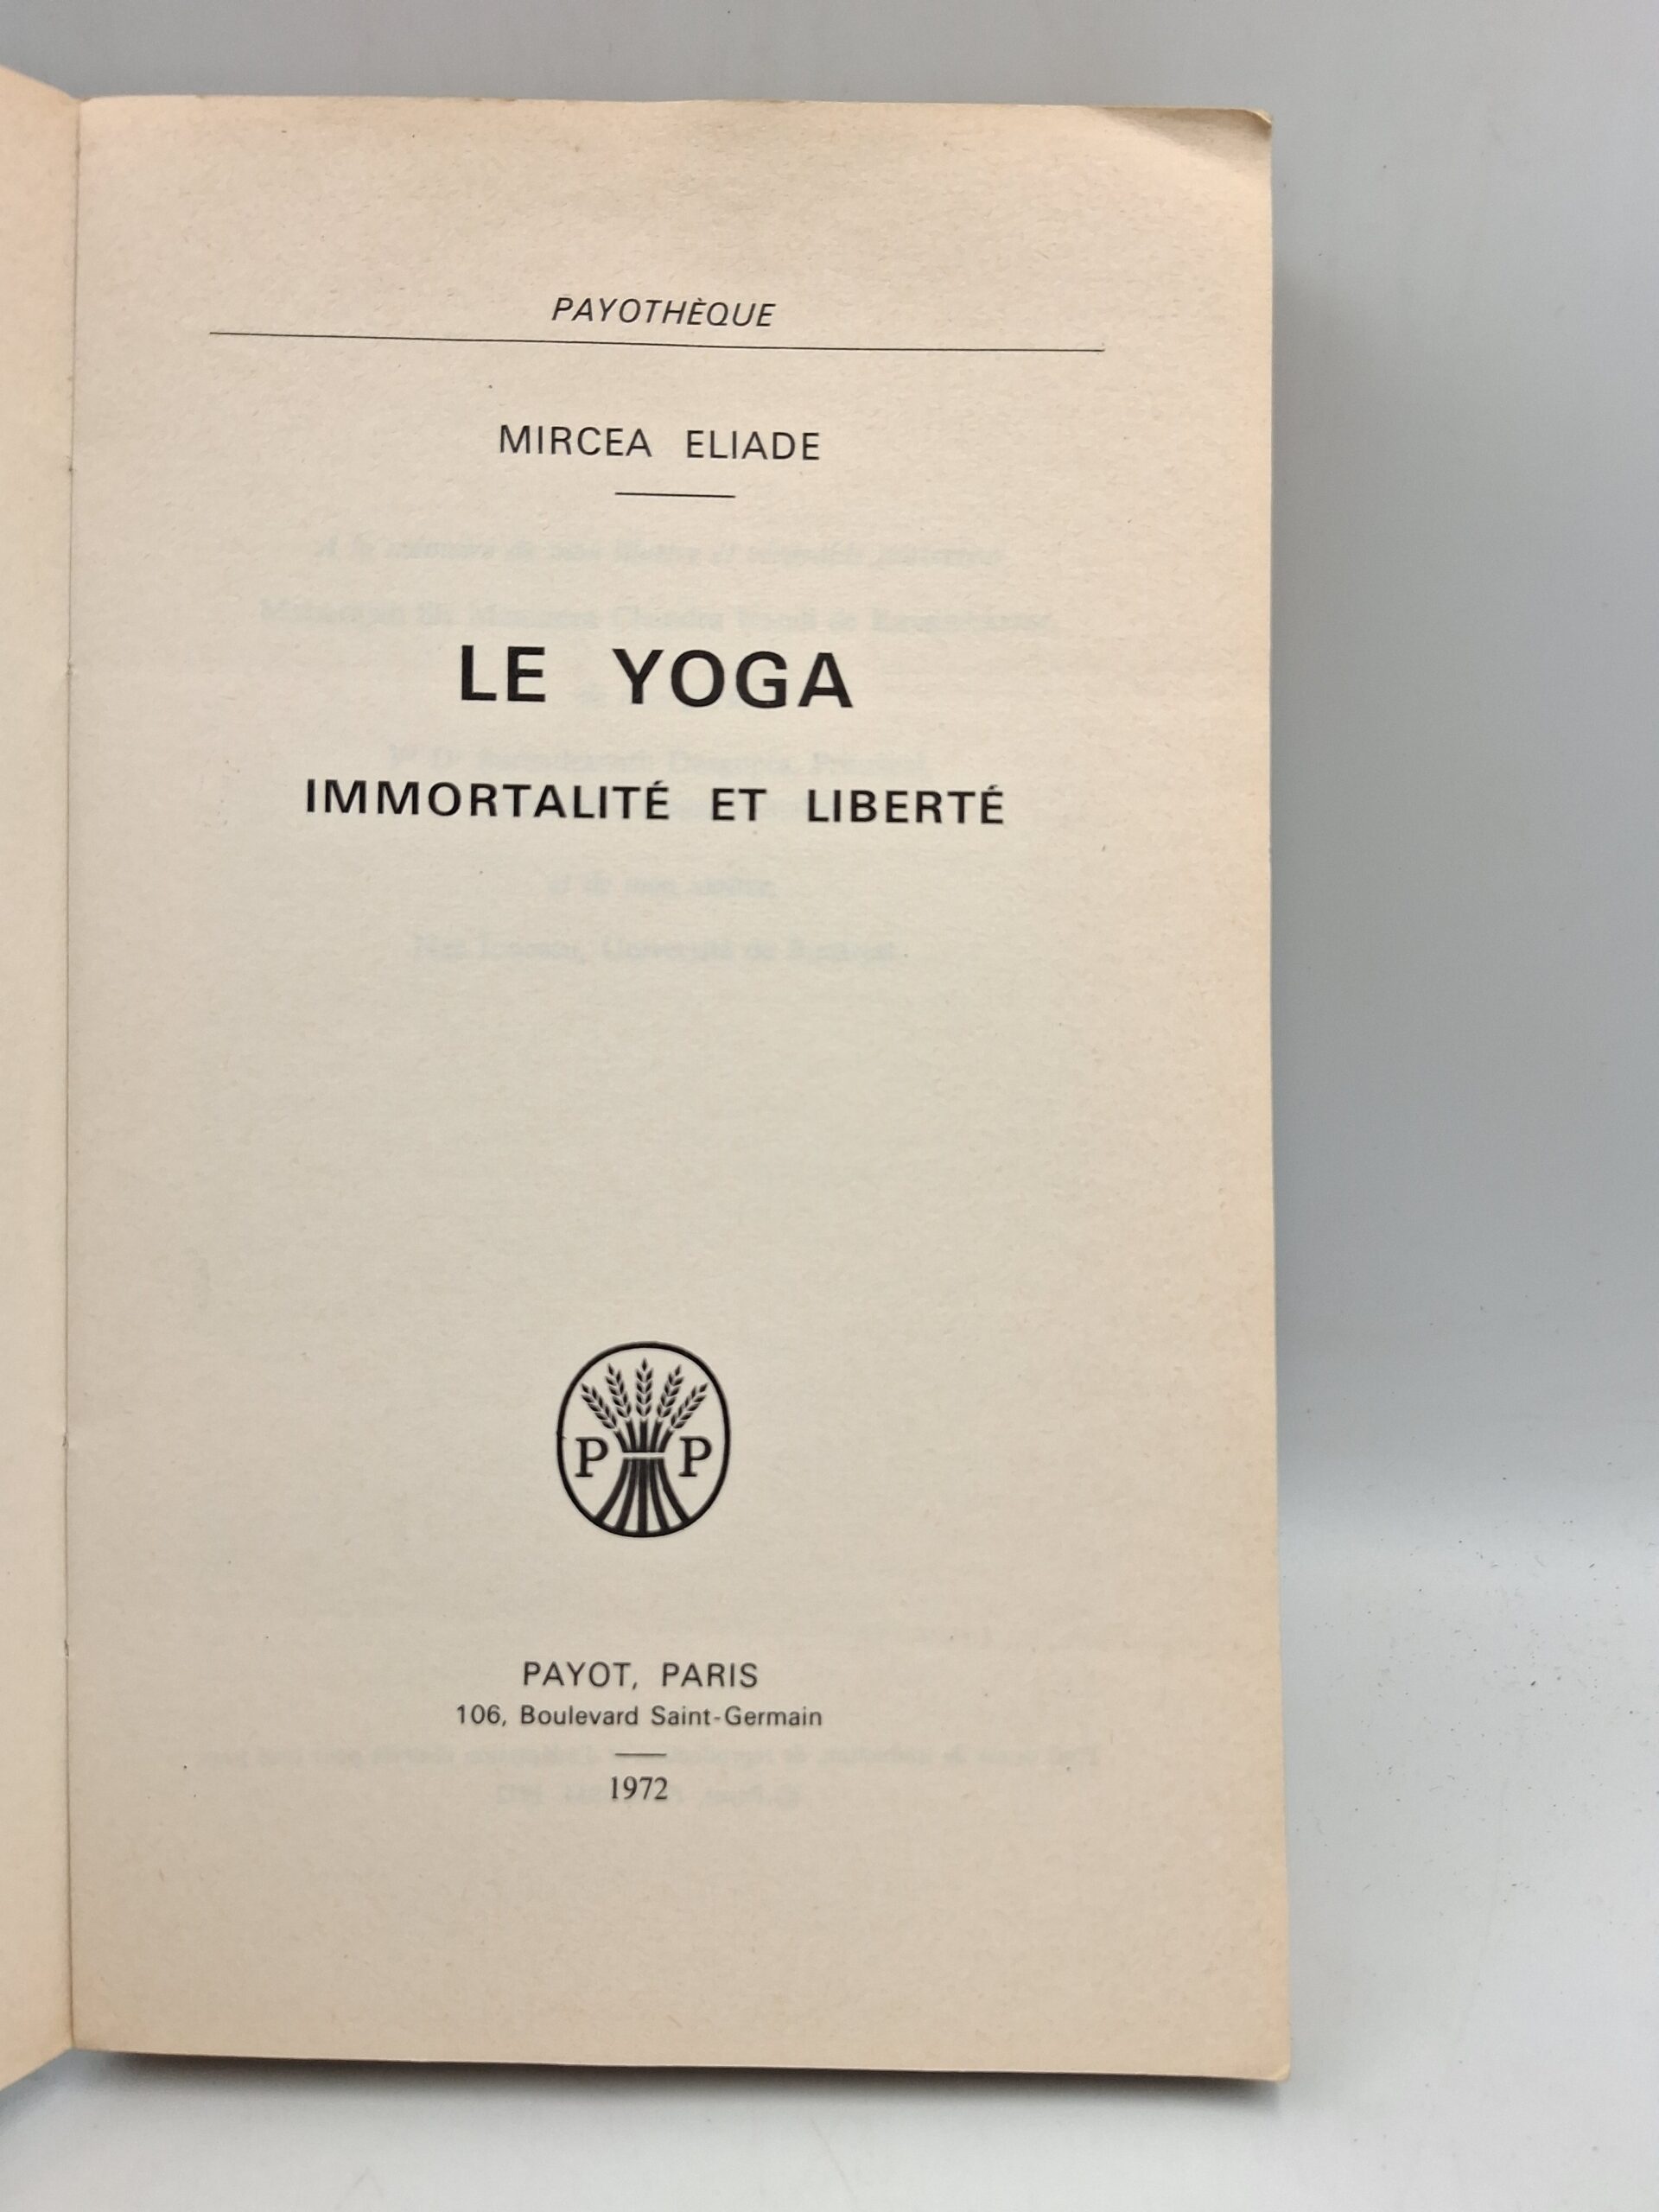 PAYOTHÈQUE
MIRCEA ELIADE
LE YOGA
IMMORTALITÉ ET LIBERTÉ
P P
PAYOT, PARIS
106, Boulevard Saint-Germain
1972